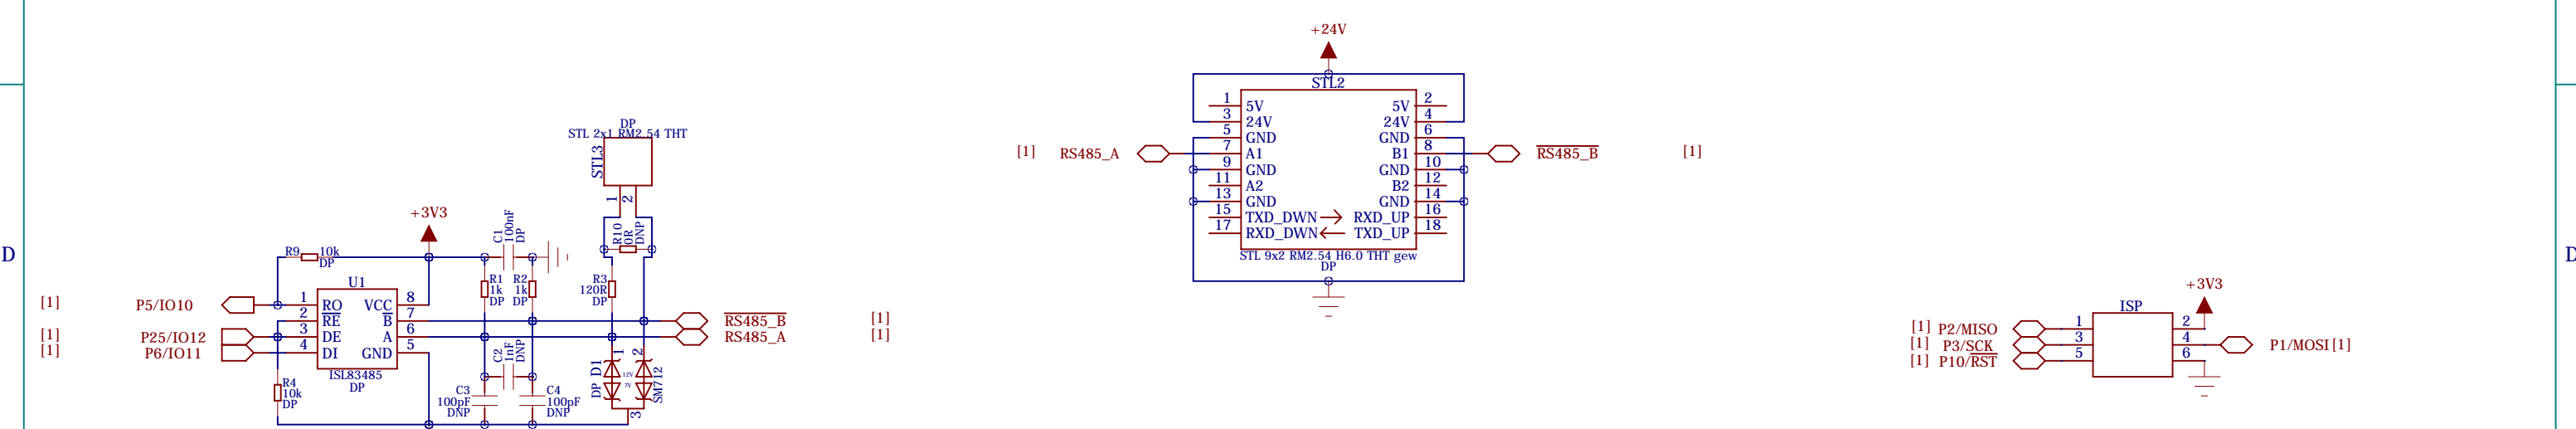 D
[1] P5/IO10
[1] P25/IO12
[1] P6/IO11
R9 10k
DP
+3V3
U1
1 RO VCC 8
2 RE B 7
3 DE A 6
4 DI GND 5
ISL83485
DP
R4
10k
DP
C1
100nF
DP
R1
1k
DP
R2
1k
DP
C2
1nF
DNP
C3
100pF
DNP
C4
100pF
DNP
DP
STL 2x1 RM2.54 THT
STL3
1
2
R10
0R
DNP
R3
120R
DP
DP D1
1
2
12V
7V
SM712
3
RS485_B [1]
RS485_A [1]
+24V
STL2
1 5V 5V 2
3 24V 24V 4
5 GND GND 6
7 A1 B1 8
9 GND GND 10
11 A2 B2 12
13 GND GND 14
15 TXD_DWN RXD_UP 16
17 RXD_DWN TXD_UP 18
STL 9x2 RM2.54 H6.0 THT gew
DP
[1] RS485_A
RS485_B [1]
+3V3
ISP
[1] P2/MISO 1 2
[1] P3/SCK 3 4 P1/MOSI [1]
[1] P10/RST 5 6
D